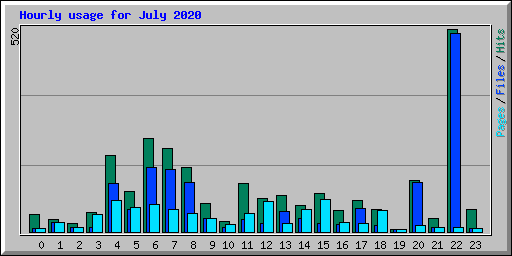 Hourly usage for July 2020
520
Pages / Files / Hits
0 1 2 3 4 5 6 7 8 9 10 11 12 13 14 15 16 17 18 19 20 21 22 23